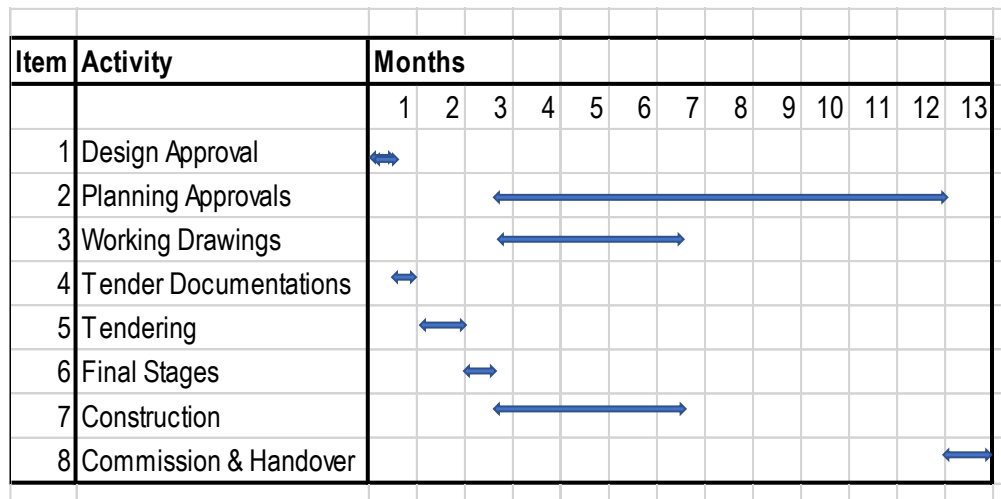 Item Activity Months
1 2 3 4 5 6 7 8 9 10 11 12 13
1 Design Approval
2 Planning Approvals
3 Working Drawings
4 Tender Documentations
5 Tendering
6 Final Stages
7 Construction
8 Commission & Handover